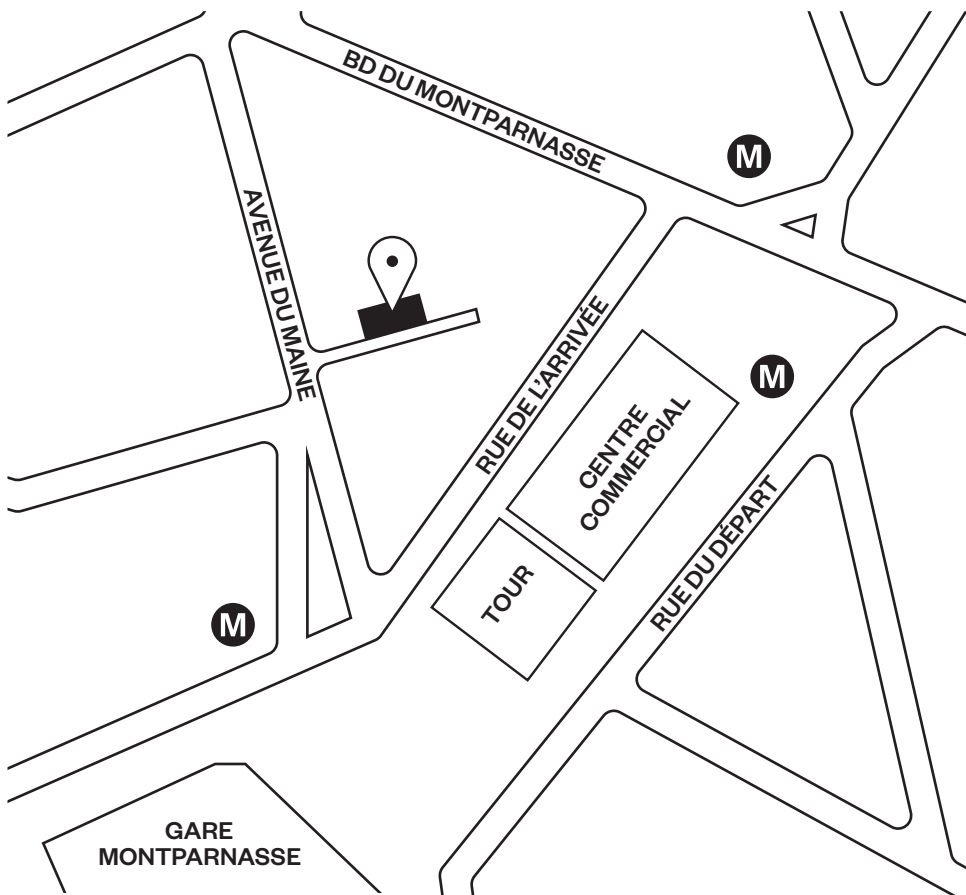 BD DU MONTPARNASSE
M
AVENUE DU MAINE
RUE DE L'ARRIVÉE
M
CENTRE
COMMERCIAL
RUE DU DÉPART
TOUR
M
GARE
MONTPARNASSE